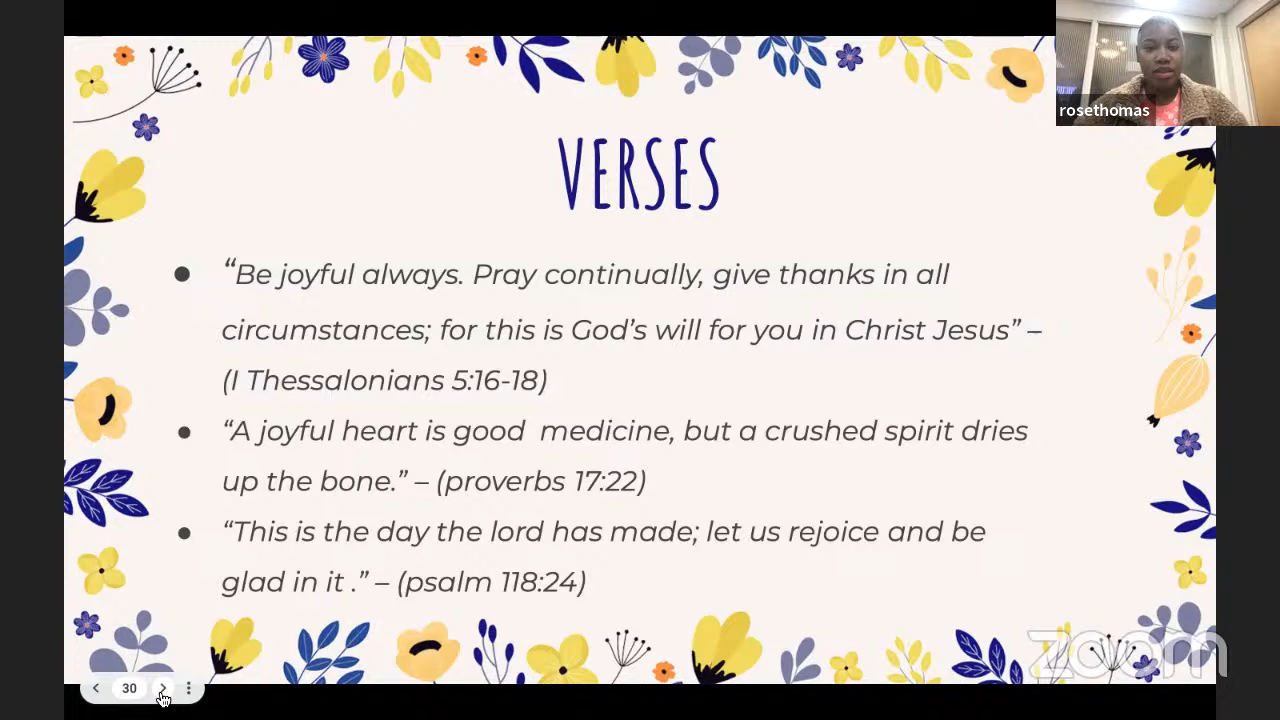 rosethomas
VERSES
“Be joyful always. Pray continually, give thanks in all
circumstances; for this is God’s will for you in Christ Jesus” –
(I Thessalonians 5:16-18)
“A joyful heart is good  medicine, but a crushed spirit dries
up the bone.” – (proverbs 17:22)
“This is the day the lord has made; let us rejoice and be
glad in it .” – (psalm 118:24)
zoom
30